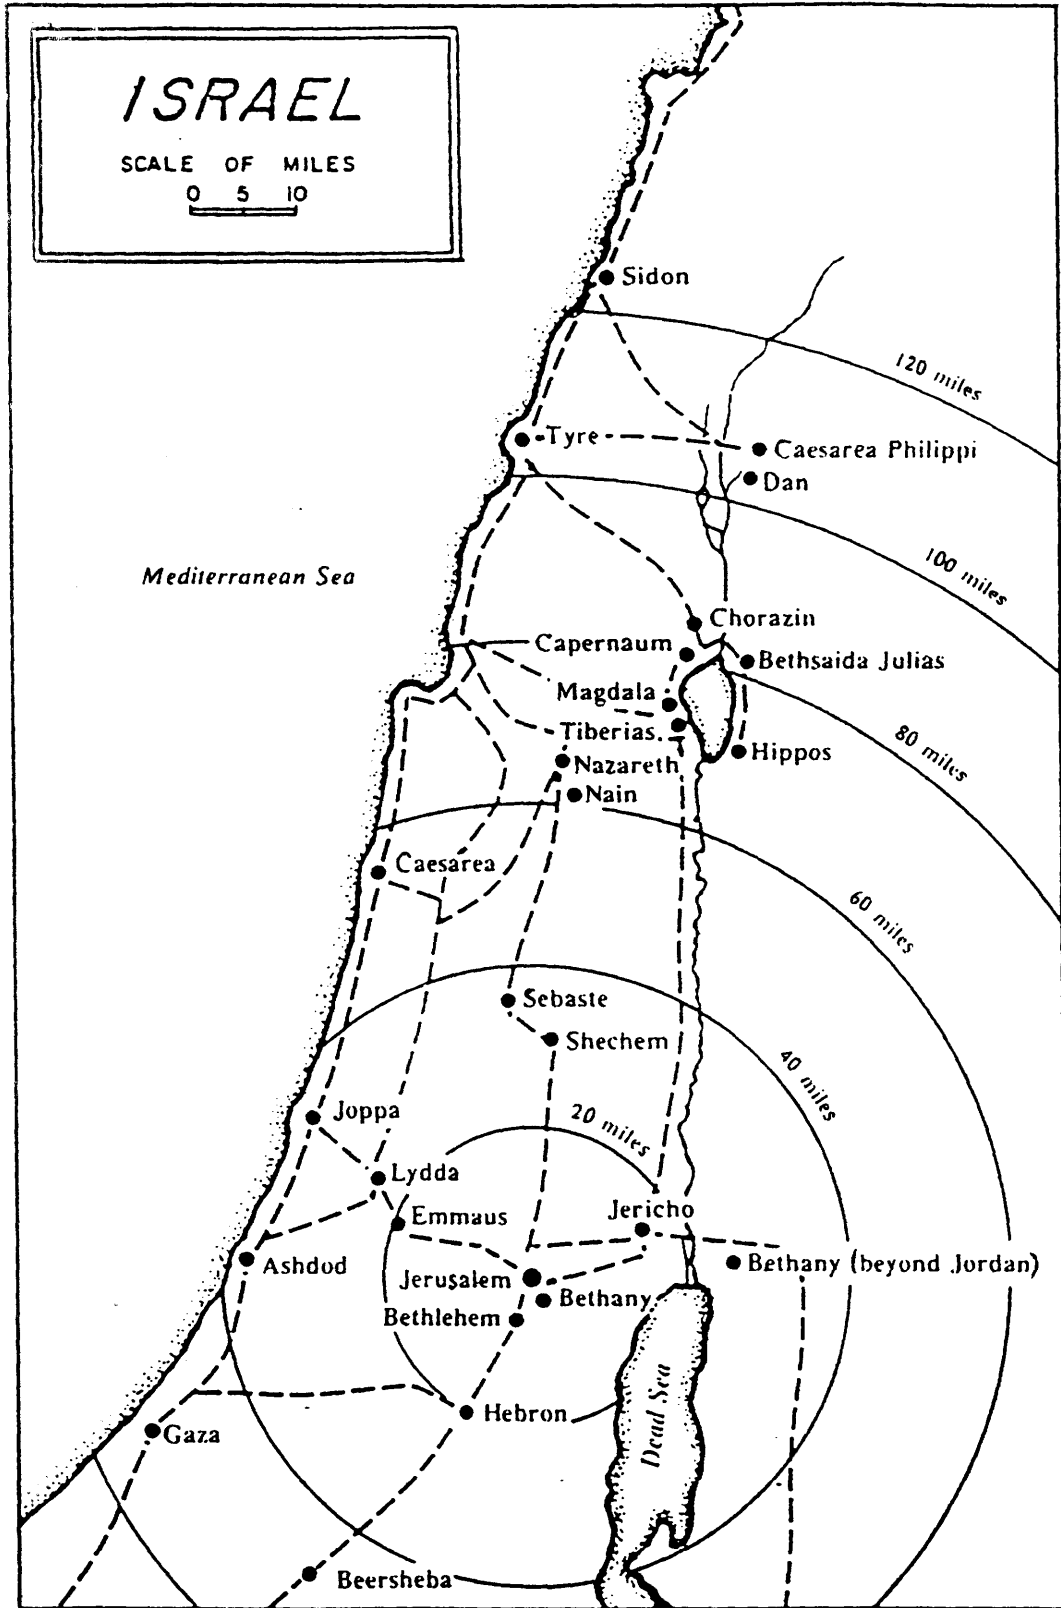 ISRAEL
SCALE OF MILES
0 5 10
Sidon
120 miles
Tyre
Caesarea Philippi
Dan
100 miles
Mediterranean Sea
Chorazin
Capernaum
Bethsaida Julias
Magdala
Tiberias
80 miles
Hippos
Nazareth
Nain
Caesarea
60 miles
Sebaste
Shechem
40 miles
20 miles
Joppa
Lydda
Emmaus
Jericho
Ashdod
Bethany (beyond Jordan)
Jerusalem
Bethany
Bethlehem
Dead Sea
Hebron
Gaza
Beersheba